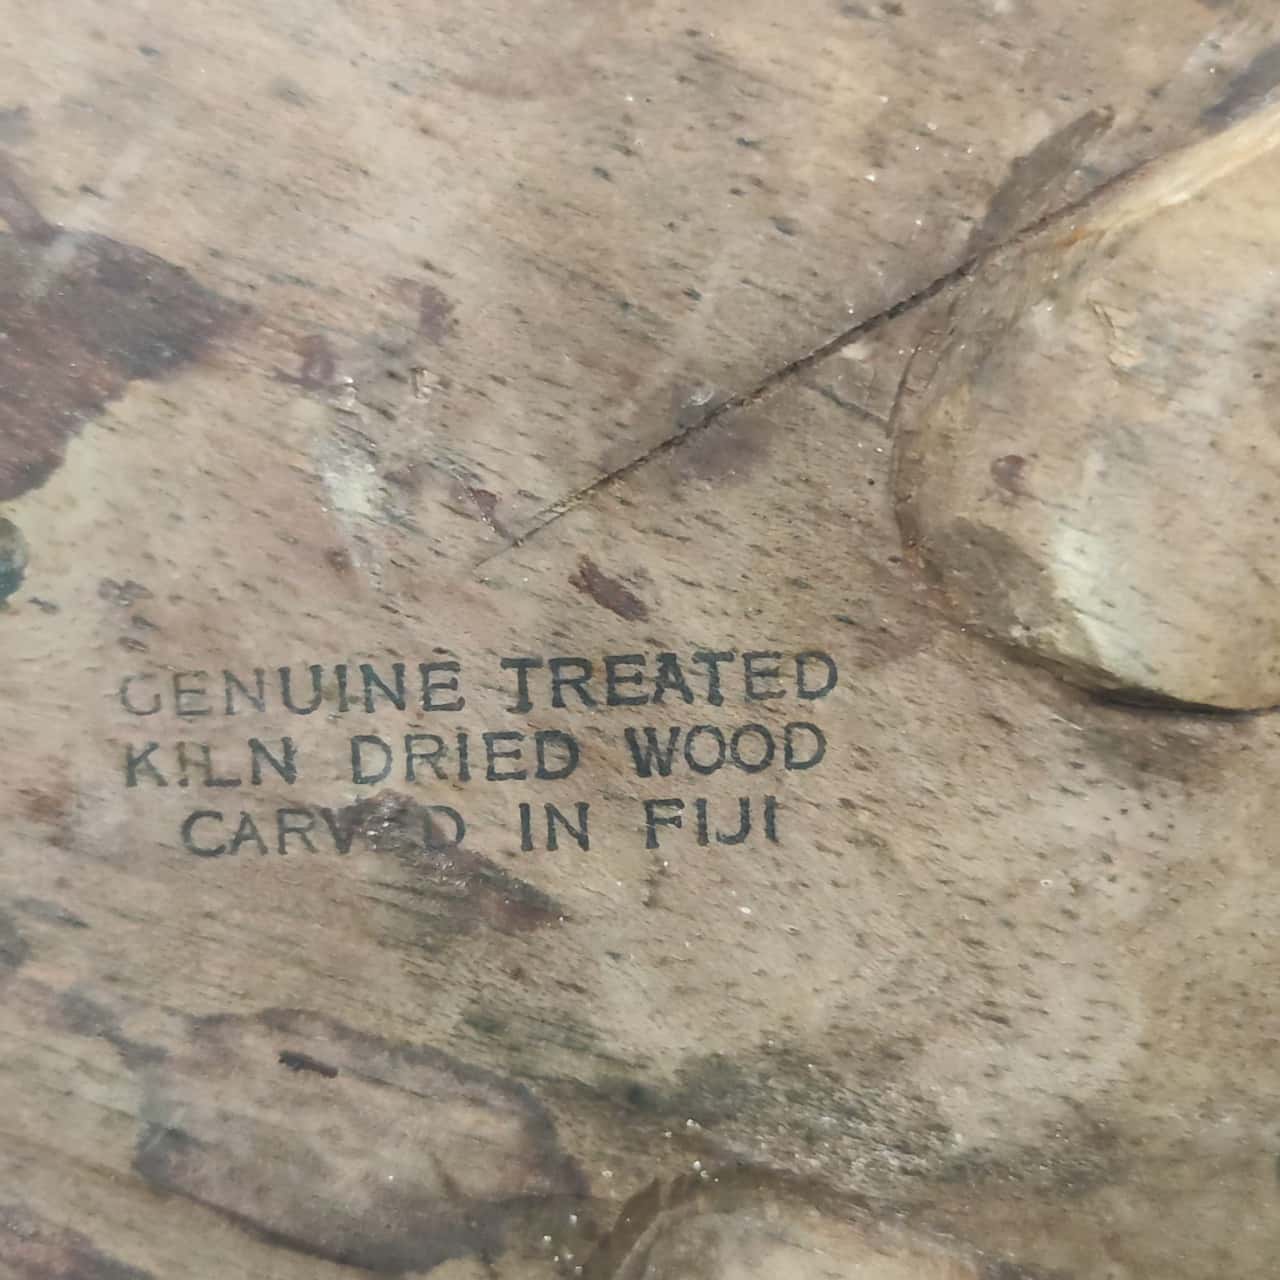 GENUINE TREATED
KILN DRIED WOOD
CARVED IN FIJI